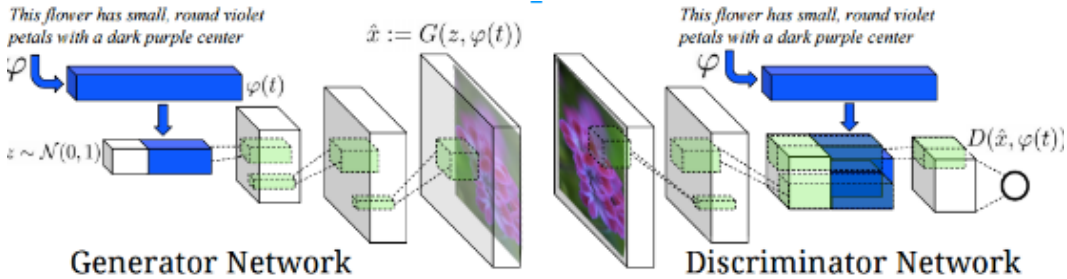 This flower has small, round violet
petals with a dark purple center
φ
φ(t)
z ∼ N(0, 1)
x̂ := G(z, φ(t))
Generator Network
This flower has small, round violet
petals with a dark purple center
φ
D(x̂, φ(t))
Discriminator Network